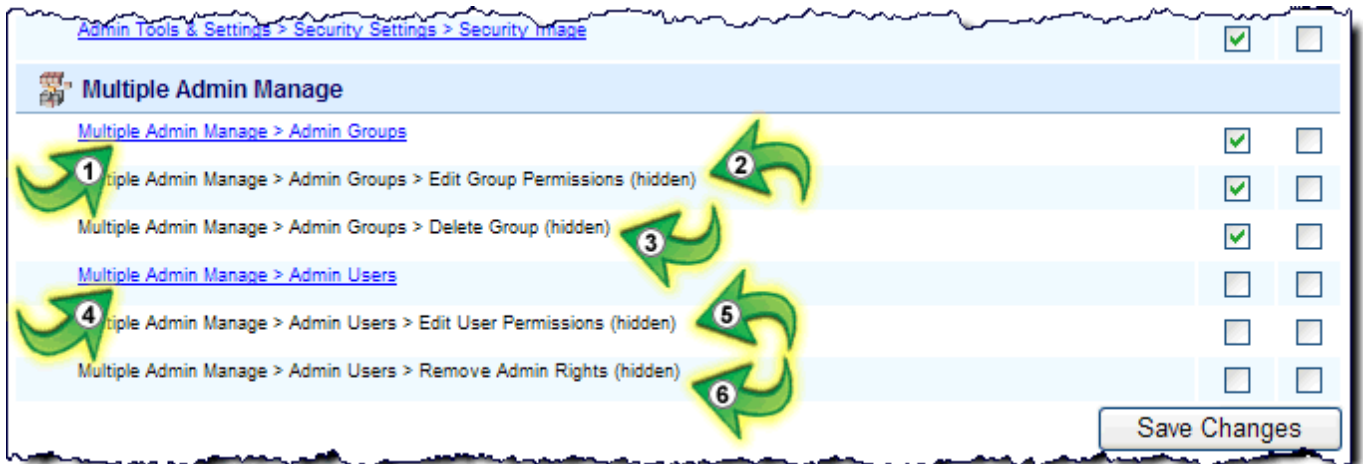 Admin Tools & Settings > Security Settings > Security Image
Multiple Admin Manage
Multiple Admin Manage > Admin Groups
1
tiple Admin Manage > Admin Groups > Edit Group Permissions (hidden)
2
Multiple Admin Manage > Admin Groups > Delete Group (hidden)
3
Multiple Admin Manage > Admin Users
4
tiple Admin Manage > Admin Users > Edit User Permissions (hidden)
5
Multiple Admin Manage > Admin Users > Remove Admin Rights (hidden)
6
Save Changes